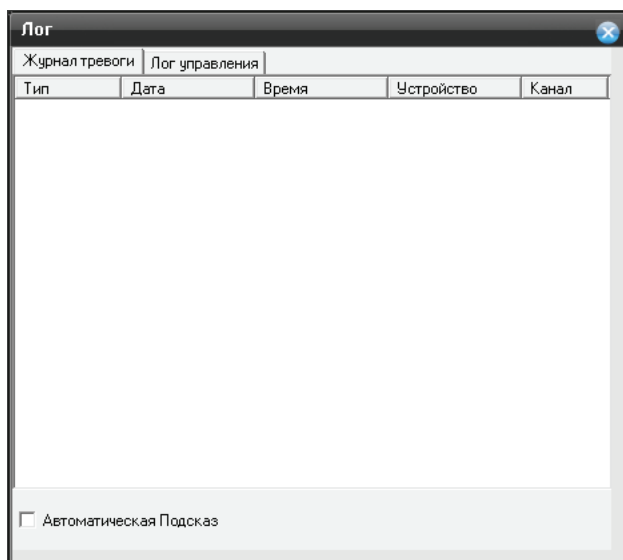 Лог
Журнал тревоги Лог управления
Тип Дата Время Устройство Канал
Автоматическая Подсказ